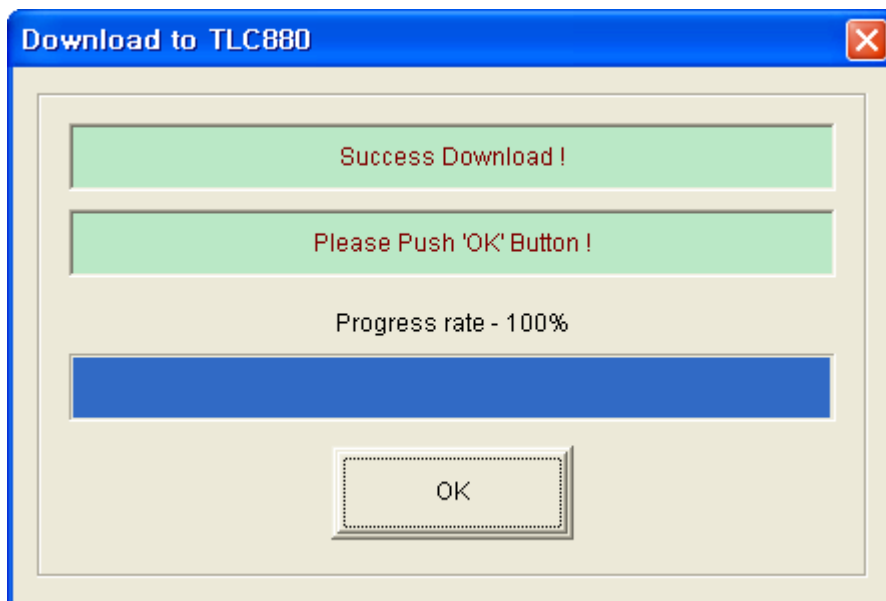 Download to TLC880
Success Download !
Please Push 'OK' Button !
Progress rate - 100%
OK